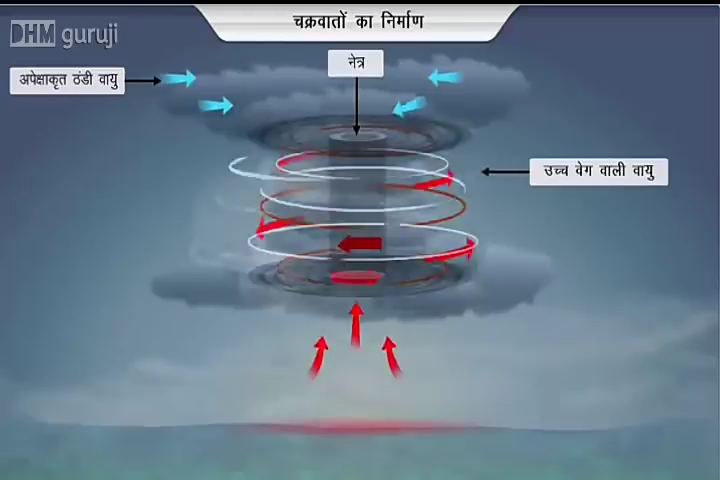 चक्रवातों का निर्माण
DHM guruji
नेत्र
अपेक्षाकृत ठंडी वायु
उच्च वेग वाली वायु